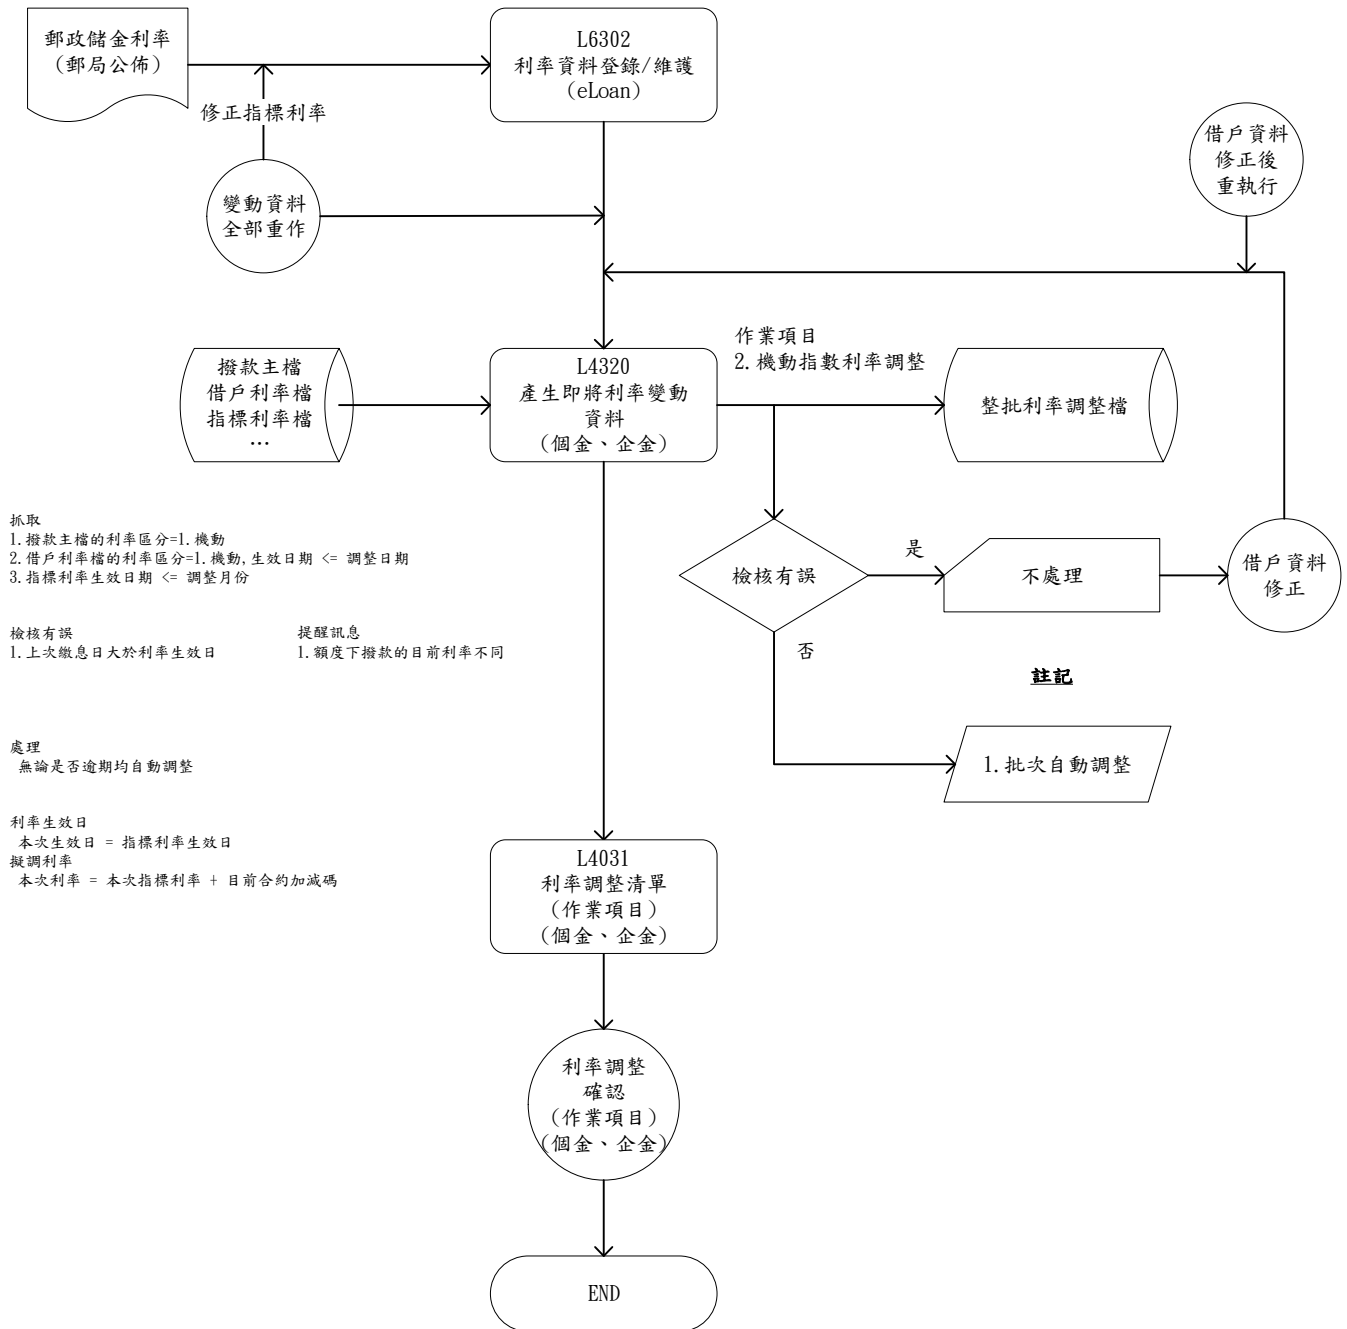 郵政儲金利率
(郵局公佈)
L6302
利率資料登錄/維護
(eLoan)
修正指標利率
借戶資料
修正後
重執行
變動資料
全部重作
作業項目
2.機動指數利率調整
撥款主檔
借戶利率檔
指標利率檔
…
L4320
產生即將利率變動
資料
(個金、企金)
整批利率調整檔
抓取
1.撥款主檔的利率區分=1.機動
2.借戶利率檔的利率區分=1.機動,生效日期 <= 調整日期
3.指標利率生效日期 <= 調整月份
檢核有誤
是
不處理
借戶資料
修正
檢核有誤
1.上次繳息日大於利率生效日
提醒訊息
1.額度下撥款的目前利率不同
否
註記
處理
無論是否逾期均自動調整
1.批次自動調整
利率生效日
本次生效日 = 指標利率生效日
擬調利率
本次利率 = 本次指標利率 + 目前合約加減碼
L4031
利率調整清單
(作業項目)
(個金、企金)
利率調整
確認
(作業項目)
(個金、企金)
END